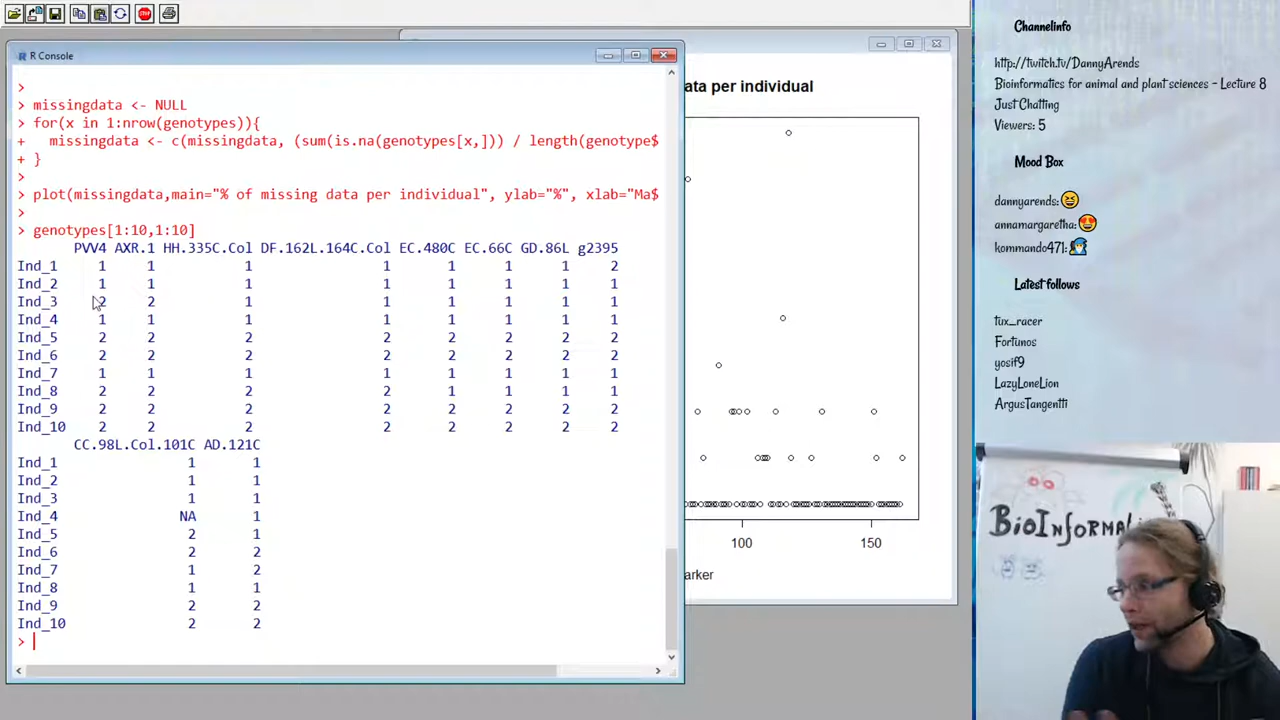 R Console
>
> missingdata <- NULL
> for(x in 1:nrow(genotypes)){
+   missingdata <- c(missingdata, (sum(is.na(genotypes[x,])) / length(genotype$
+ }
>
> plot(missingdata,main="% of missing data per individual", ylab="%", xlab="Ma$
>
> genotypes[1:10,1:10]
PVV4 AXR.1 HH.335C.Col DF.162L.164C.Col EC.480C EC.66C GD.86L g2395
Ind_1 1 1 1 1 1 1 1 2
Ind_2 1 1 1 1 1 1 1 1
Ind_3 2 2 1 1 1 1 1 1
Ind_4 1 1 1 1 1 1 1 1
Ind_5 2 2 2 2 2 2 2 2
Ind_6 2 2 2 2 2 2 2 2
Ind_7 1 1 1 1 1 1 1 1
Ind_8 2 2 2 2 1 1 1 1
Ind_9 2 2 2 2 2 2 2 2
Ind_10 2 2 2 2 2 2 2 2
CC.98L.Col.101C AD.121C
Ind_1 1 1
Ind_2 1 1
Ind_3 1 1
Ind_4 NA 1
Ind_5 2 1
Ind_6 2 2
Ind_7 1 2
Ind_8 1 1
Ind_9 2 2
Ind_10 2 2
>
ta per individual
100 150
arker
Channelinfo
http://twitch.tv/DannyArends
Bioinformatics for animal and plant sciences - Lecture 8
Just Chatting
Viewers: 5
Mood Box
dannyarends:
annamargaretha:
kommando471:
Latest follows
tux_racer
Fortunos
yosif9
LazyLoneLion
ArgusTangentti
STOP